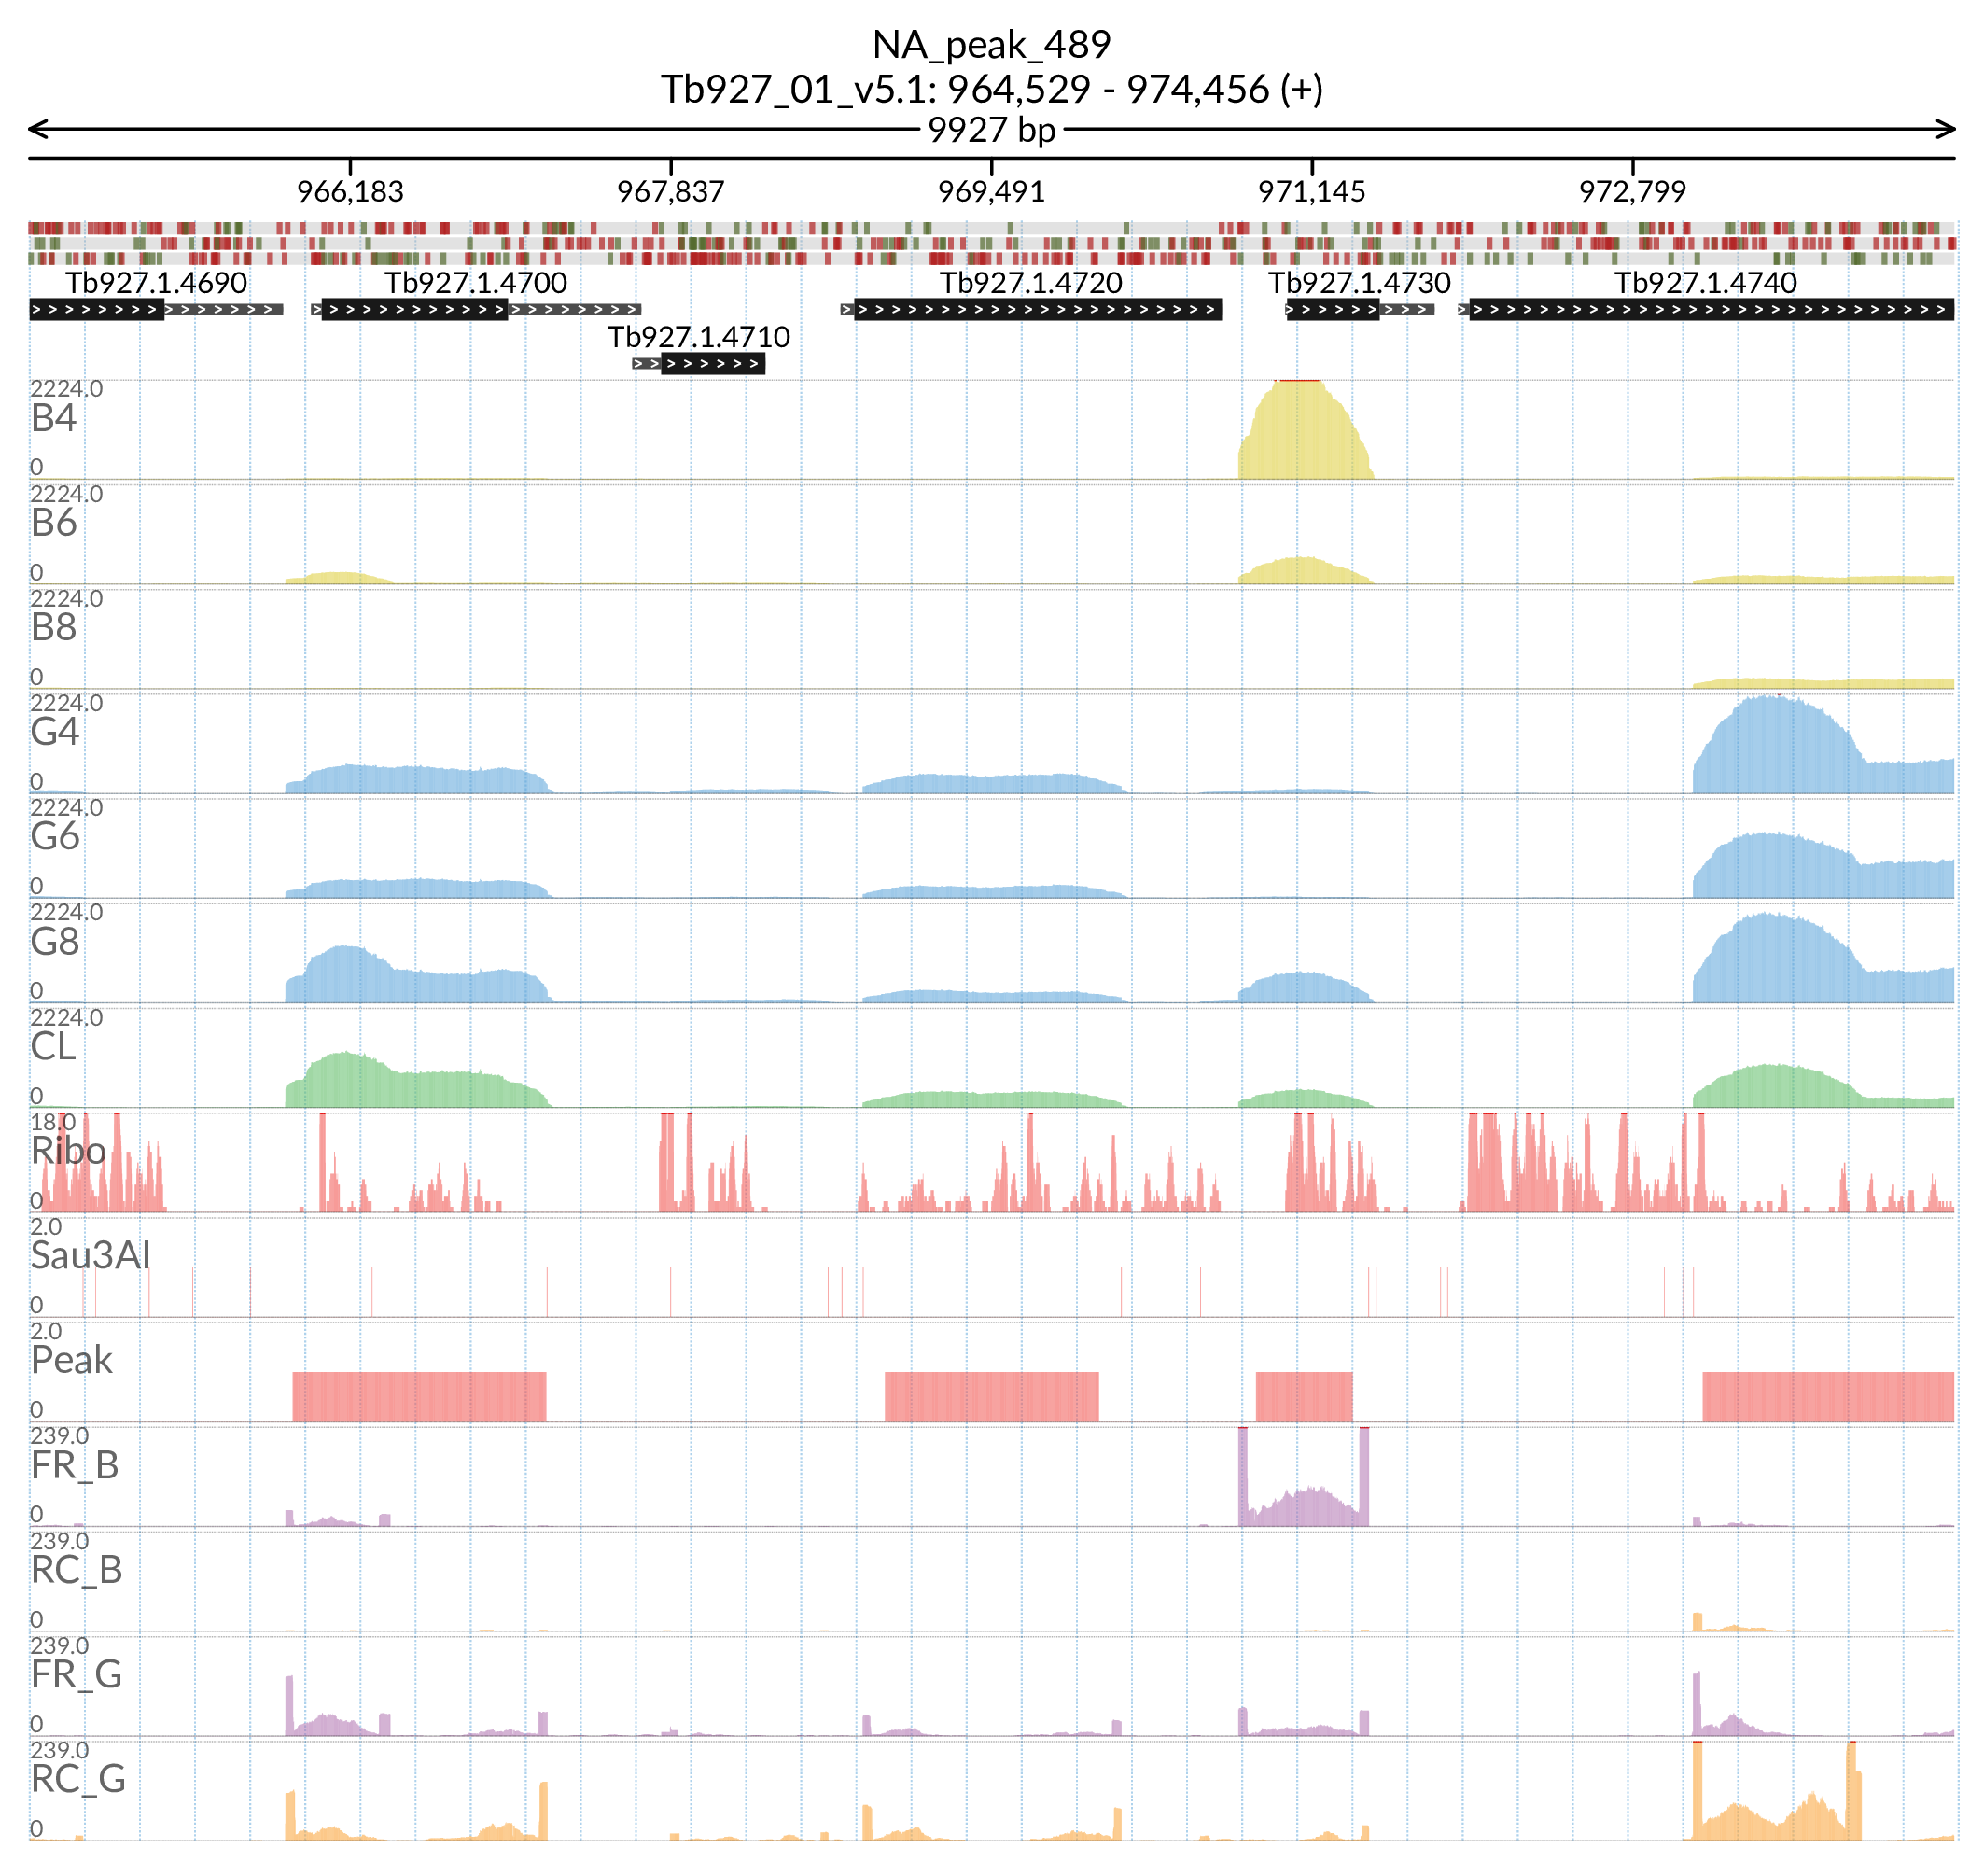 NA_peak_489
Tb927_01_v5.1: 964,529 - 974,456 (+)
9927 bp
966,183 967,837 969,491 971,145 972,799
Tb927.1.4690 Tb927.1.4700 Tb927.1.4720 Tb927.1.4730 Tb927.1.4740
Tb927.1.4710
2224.0
B4
0
2224.0
B6
0
2224.0
B8
0
2224.0
G4
0
2224.0
G6
0
2224.0
G8
0
2224.0
CL
0
18.0
Ribo
0
2.0
Sau3AI
0
2.0
Peak
0
239.0
FR_B
0
239.0
RC_B
0
239.0
FR_G
0
239.0
RC_G
0